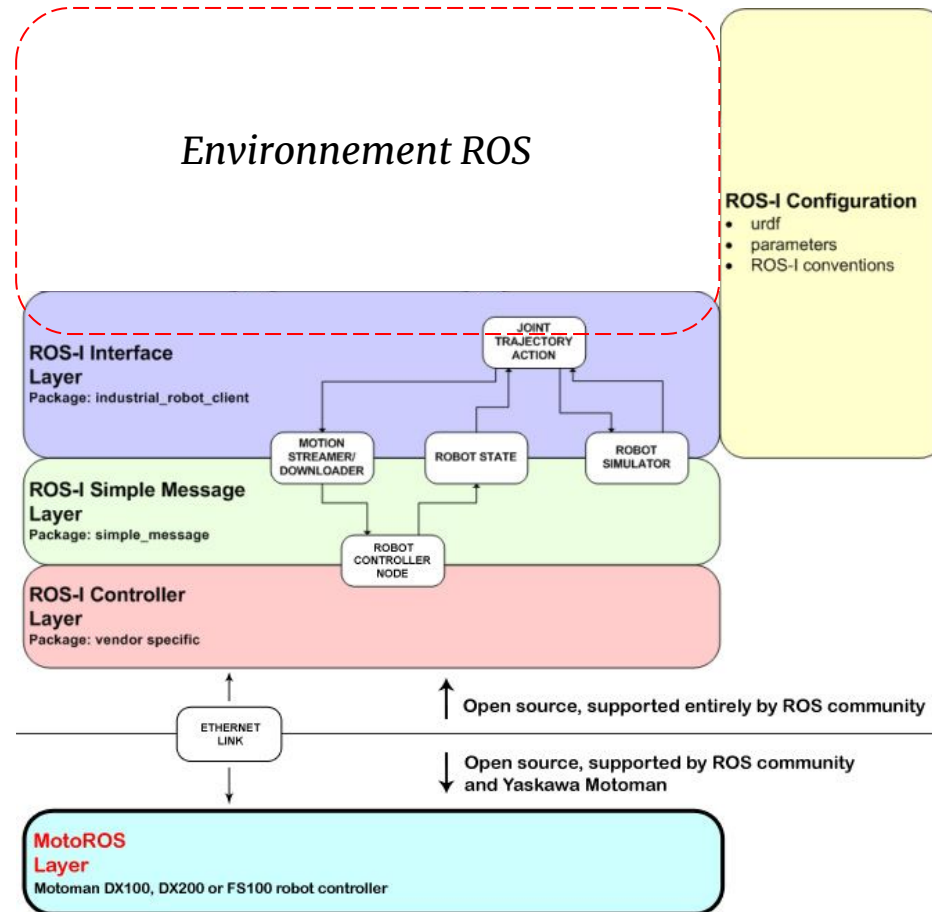 Environnement ROS
ROS-I Configuration
• urdf
• parameters
• ROS-I conventions
JOINT
TRAJECTORY
ACTION
ROS-I Interface
Layer
Package: industrial_robot_client
MOTION
STREAMER/
DOWNLOADER
ROBOT STATE
ROBOT
SIMULATOR
ROS-I Simple Message
Layer
Package: simple_message
ROBOT
CONTROLLER
NODE
ROS-I Controller
Layer
Package: vendor specific
Open source, supported entirely by ROS community
ETHERNET
LINK
Open source, supported by ROS community
and Yaskawa Motoman
MotoROS
Layer
Motoman DX100, DX200 or FS100 robot controller